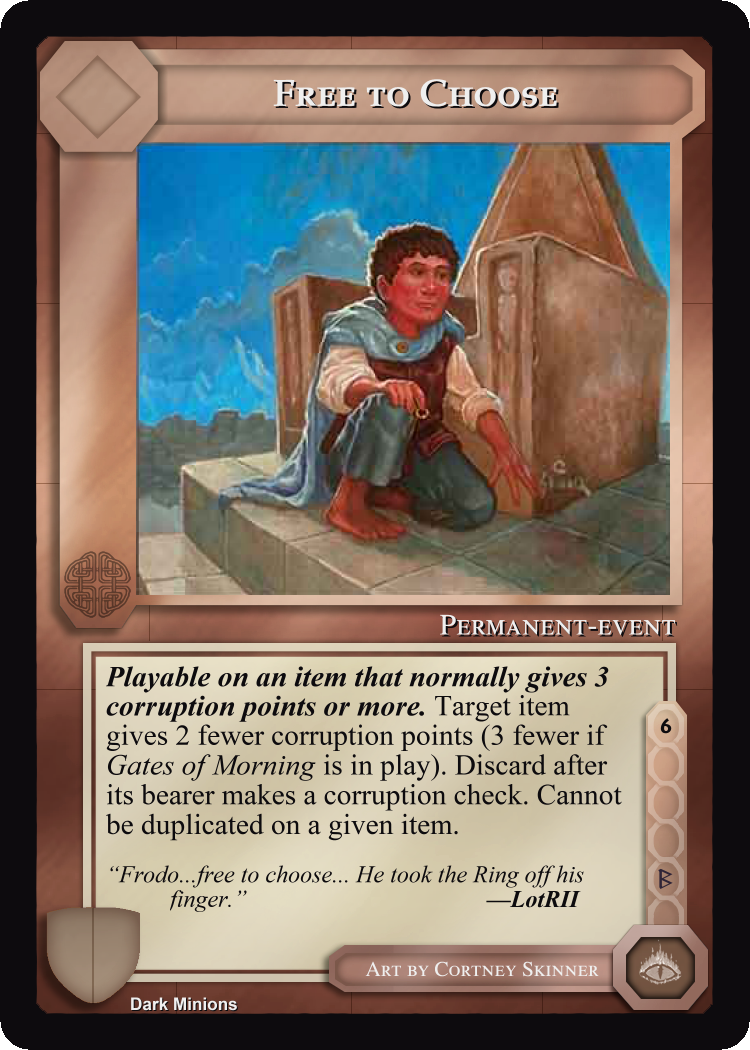 Free to Choose
Permanent-event
Playable on an item that normally gives 3
corruption points or more. Target item
gives 2 fewer corruption points (3 fewer if
Gates of Morning is in play). Discard after
its bearer makes a corruption check. Cannot
be duplicated on a given item.
6
“Frodo...free to choose... He took the Ring off his
finger.” —LotRII
ᛒ
Art by Cortney Skinner
Dark Minions